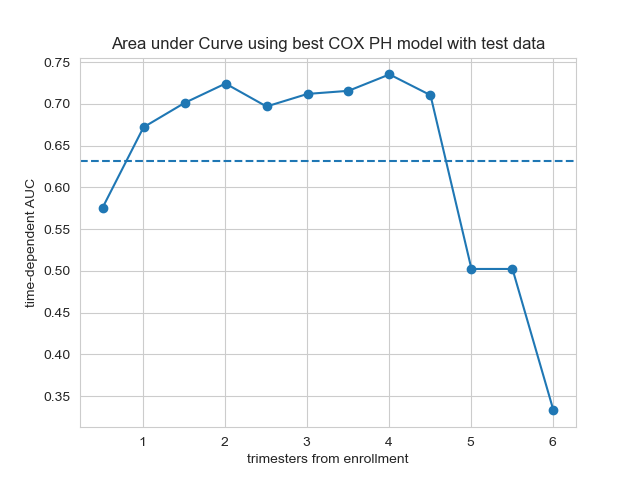 Area under Curve using best COX PH model with test data
0.75
0.70
0.65
0.60
0.55
0.50
0.45
0.40
0.35
time-dependent AUC
1 2 3 4 5 6
trimesters from enrollment